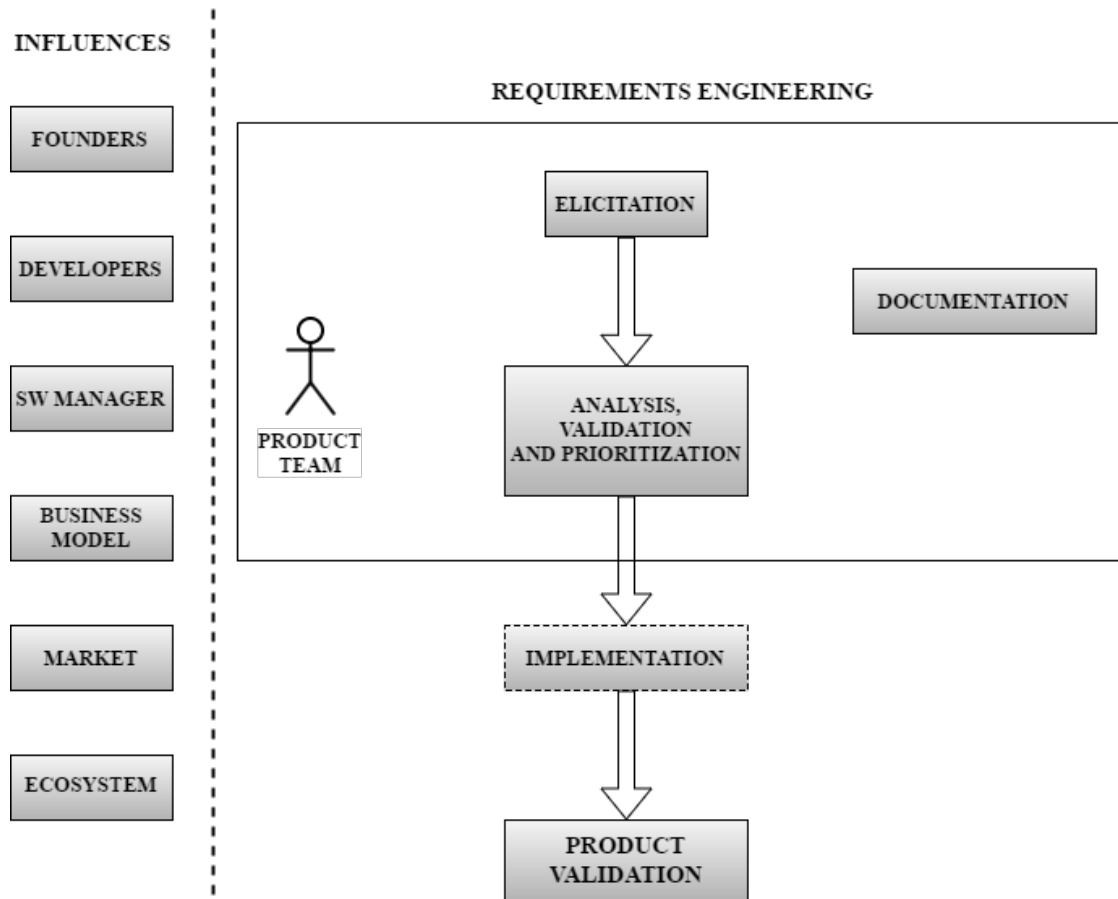 INFLUENCES
FOUNDERS
DEVELOPERS
SW MANAGER
BUSINESS
MODEL
MARKET
ECOSYSTEM
REQUIREMENTS ENGINEERING
ELICITATION
DOCUMENTATION
PRODUCT
TEAM
ANALYSIS,
VALIDATION
AND PRIORITIZATION
IMPLEMENTATION
PRODUCT
VALIDATION